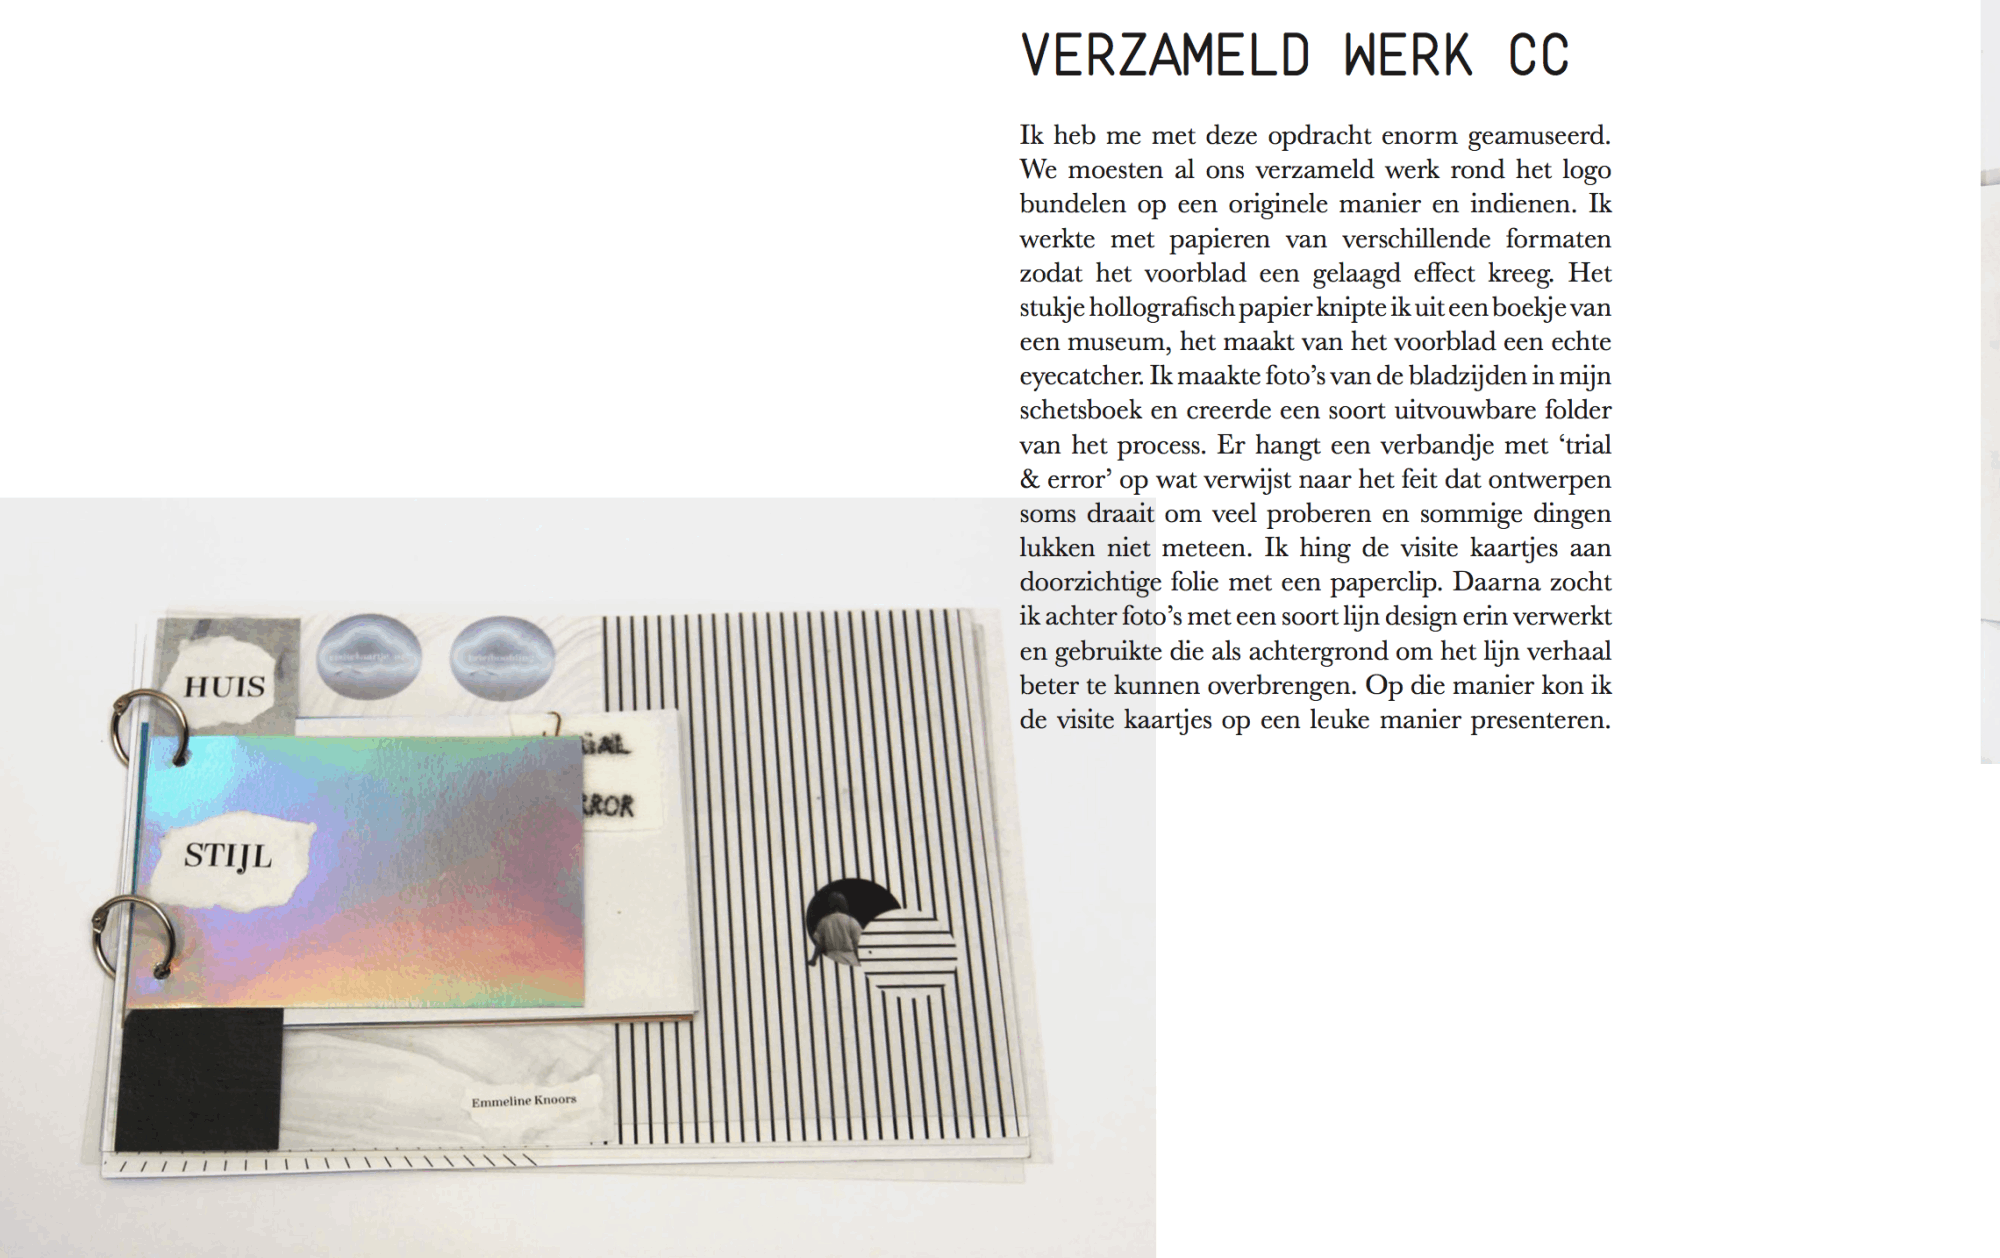 VERZAMELD WERK CC
Ik heb me met deze opdracht enorm geamuseerd.
We moesten al ons verzameld werk rond het logo
bundelen op een originele manier en indienen. Ik
werkte met papieren van verschillende formaten
zodat het voorblad een gelaagd effect kreeg. Het
stukje hollografisch papier knipte ik uit een boekje van
een museum, het maakt van het voorblad een echte
eyecatcher. Ik maakte foto’s van de bladzijden in mijn
schetsboek en creerde een soort uitvouwbare folder
van het process. Er hangt een verbandje met ‘trial
& error’ op wat verwijst naar het feit dat ontwerpen
soms draait om veel proberen en sommige dingen
lukken niet meteen. Ik hing de visite kaartjes aan
doorzichtige folie met een paperclip. Daarna zocht
ik achter foto’s met een soort lijn design erin verwerkt
en gebruikte die als achtergrond om het lijn verhaal
beter te kunnen overbrengen. Op die manier kon ik
de visite kaartjes op een leuke manier presenteren.
HUIS
STIJL
Emmeline Knoors